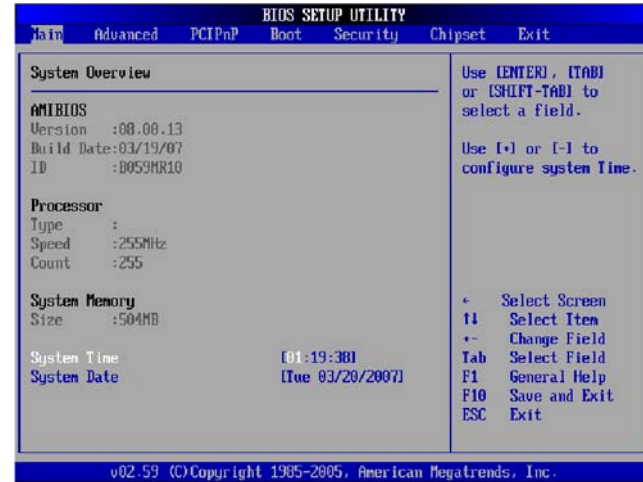 BIOS SETUP UTILITY
Main Advanced PCIPnP Boot Security Chipset Exit
System Overview
AMIBIOS
Version :08.00.13
Build Date:03/19/07
ID :B059MR10
Processor
Type :
Speed :255MHz
Count :255
System Memory
Size :504MB
System Time [01:19:38]
System Date [Tue 03/20/2007]
Use [ENTER], [TAB]
or [SHIFT-TAB] to
select a field.
Use [+] or [-] to
configure system Time.
← Select Screen
↑↓ Select Item
+- Change Field
Tab Select Field
F1 General Help
F10 Save and Exit
ESC Exit
v02.59 (C)Copyright 1985-2005, American Megatrends, Inc.